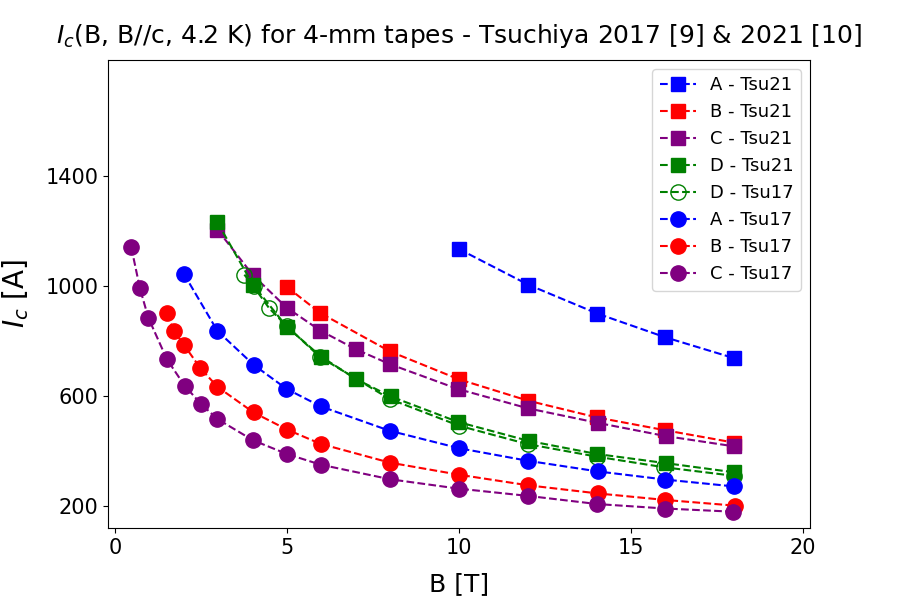 I_c(B, B//c, 4.2 K) for 4-mm tapes - Tsuchiya 2017 [9] & 2021 [10]
A - Tsu21
B - Tsu21
C - Tsu21
D - Tsu21
D - Tsu17
A - Tsu17
B - Tsu17
C - Tsu17
1400
1000
600
200
I_c [A]
0 5 10 15 20
B [T]